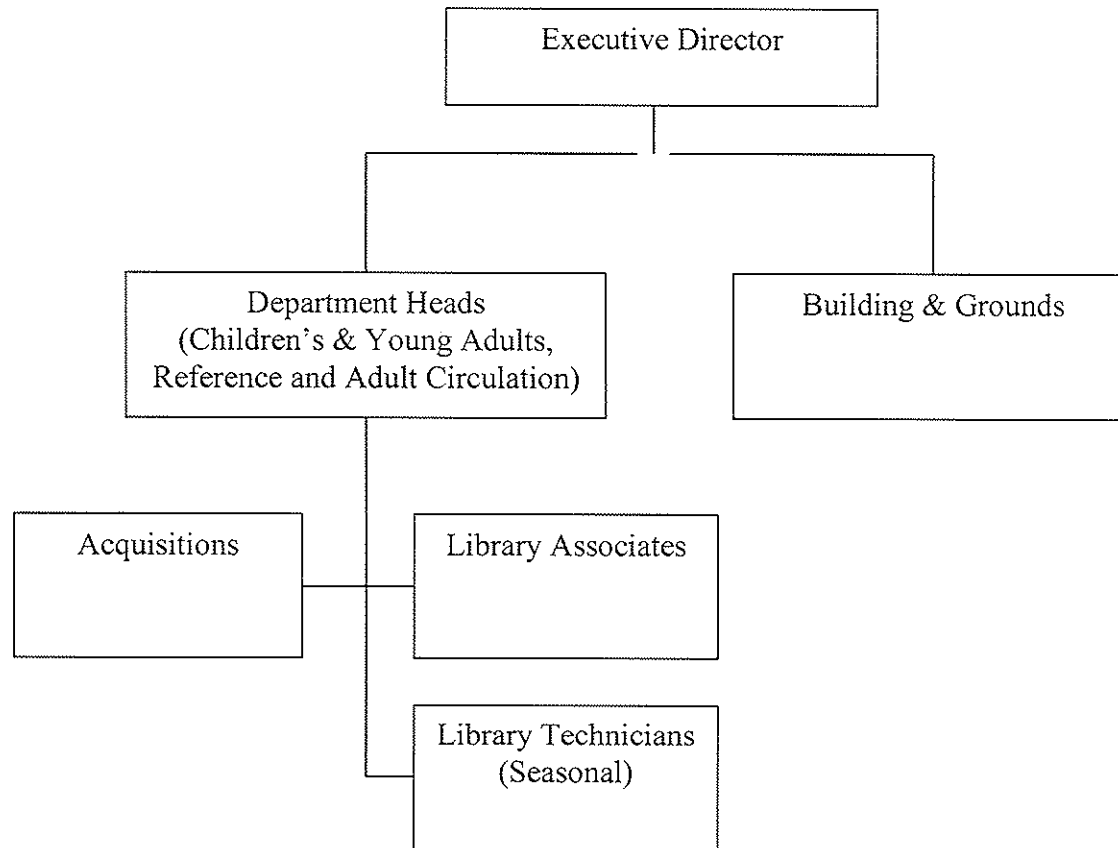 Executive Director
Department Heads
(Children's & Young Adults,
Reference and Adult Circulation)
Building & Grounds
Acquisitions
Library Associates
Library Technicians
(Seasonal)